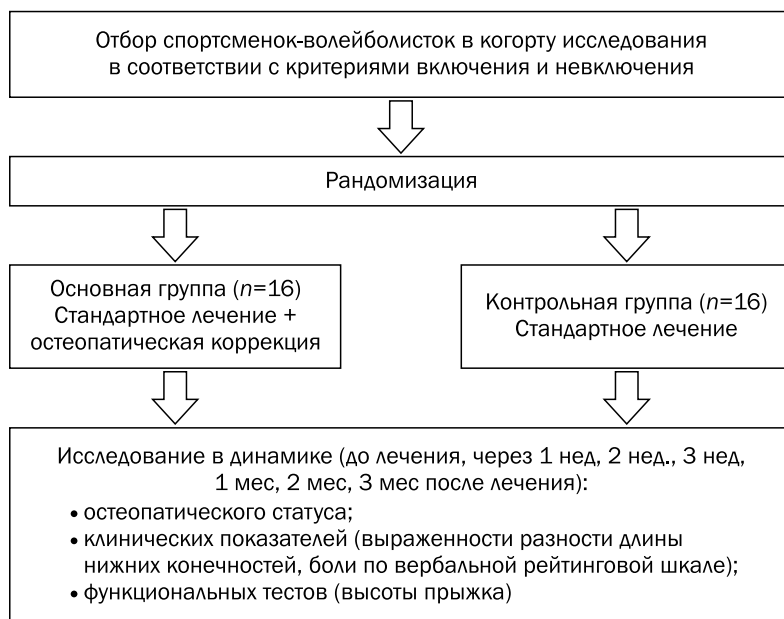 Отбор спортсменок-волейболисток в когорту исследования
в соответствии с критериями включения и невключения
Рандомизация
Основная группа (n=16)
Стандартное лечение +
остеопатическая коррекция
Контрольная группа (n=16)
Стандартное лечение
Исследование в динамике (до лечения, через 1 нед, 2 нед., 3 нед,
1 мес, 2 мес, 3 мес после лечения):
• остеопатического статуса;
• клинических показателей (выраженности разности длины
нижних конечностей, боли по вербальной рейтинговой шкале);
• функциональных тестов (высоты прыжка)